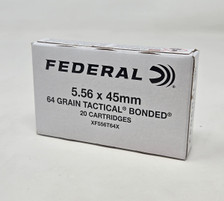 FEDERAL®
5.56 x 45mm
64 GRAIN TACTICAL® BONDED®
20 CARTRIDGES
XF556T64X